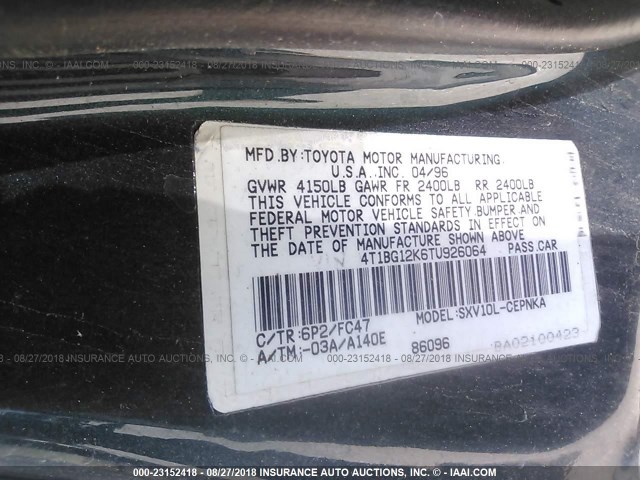 MFD.BY:TOYOTA MOTOR MANUFACTURING,
U.S.A.,INC. 04/96
GVWR 4150LB GAWR FR 2400LB RR 2400LB
THIS VEHICLE CONFORMS TO ALL APPLICABLE
FEDERAL MOTOR VEHICLE SAFETY,BUMPER,AND
THEFT PREVENTION STANDARDS IN EFFECT ON
THE DATE OF MANUFACTURE SHOWN ABOVE.
4T1BG12K6TU926064 PASS.CAR
C/TR:6P2/FC47 MODEL:SXV10L-CEPNKA
A/TM:-03A/A140E 86096 RA02100423
000-23152418 - 08/27/2018 INSURANCE AUTO AUCTIONS, INC. - © IAAI.COM